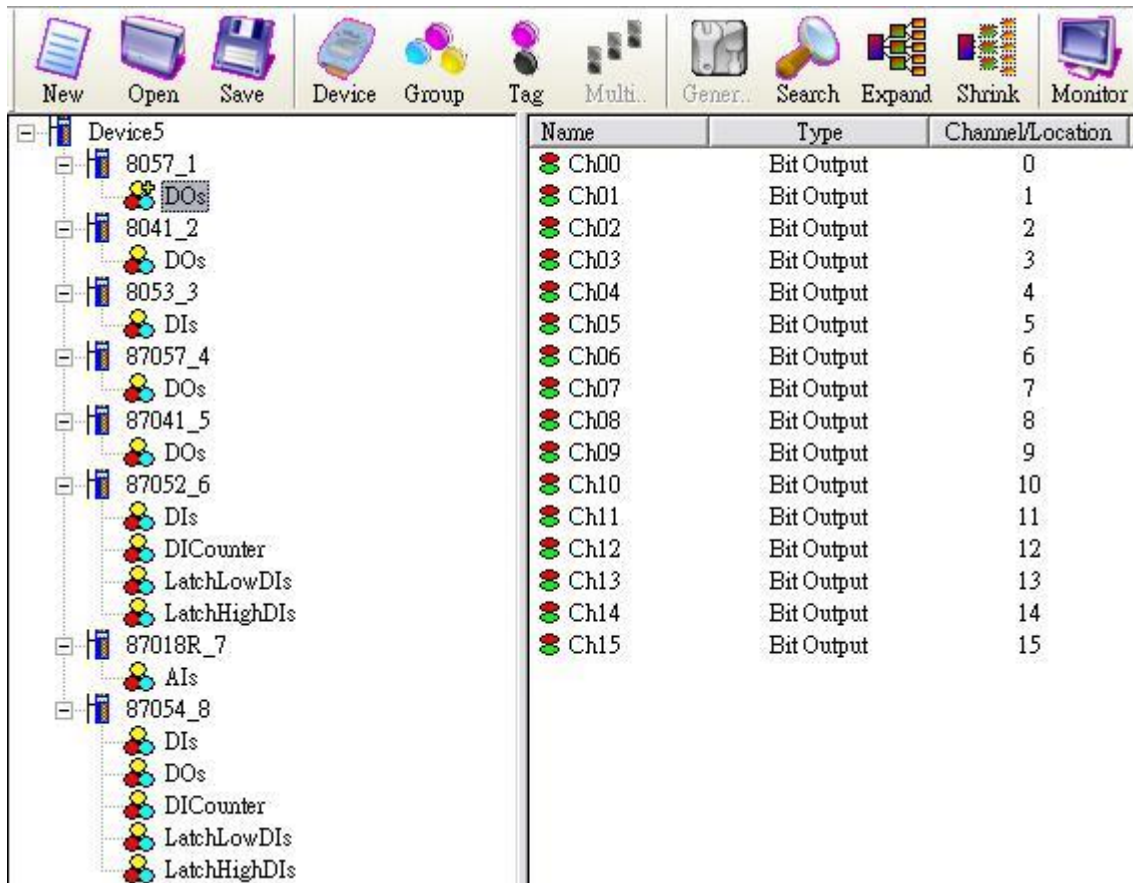 New Open Save Device Group Tag Multi.. Gener.. Search Expand Shrink Monitor
Device5
8057_1
DOs
8041_2
DOs
8053_3
DIs
87057_4
DOs
87041_5
DOs
87052_6
DIs
DICounter
LatchLowDIs
LatchHighDIs
87018R_7
AIs
87054_8
DIs
DOs
DICounter
LatchLowDIs
LatchHighDIs
Name Type Channel/Location
Ch00 Bit Output 0
Ch01 Bit Output 1
Ch02 Bit Output 2
Ch03 Bit Output 3
Ch04 Bit Output 4
Ch05 Bit Output 5
Ch06 Bit Output 6
Ch07 Bit Output 7
Ch08 Bit Output 8
Ch09 Bit Output 9
Ch10 Bit Output 10
Ch11 Bit Output 11
Ch12 Bit Output 12
Ch13 Bit Output 13
Ch14 Bit Output 14
Ch15 Bit Output 15